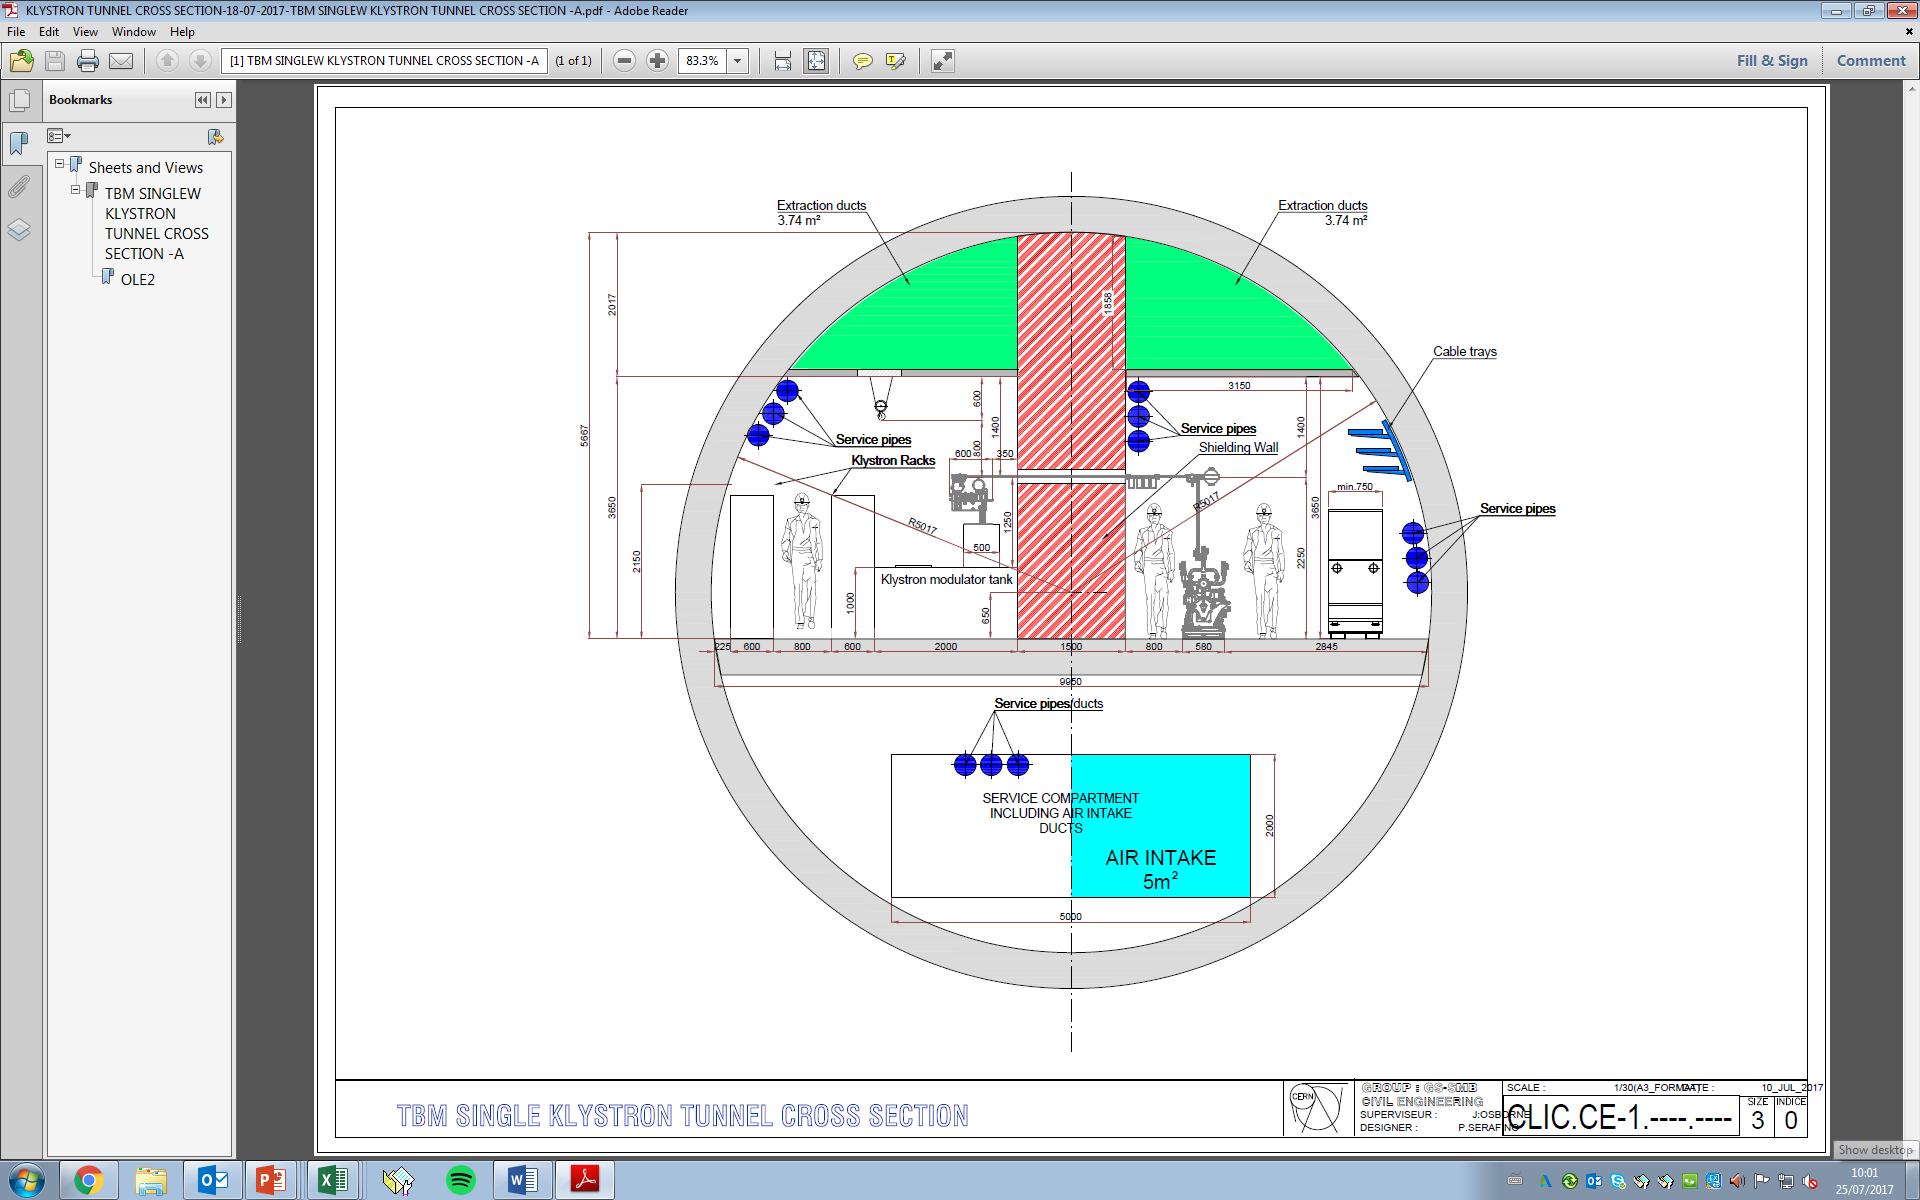 KLYSTRON TUNNEL CROSS SECTION-18-07-2017-TBM SINGLEW KLYSTRON TUNNEL CROSS SECTION -A.pdf - Adobe Reader
File Edit View Window Help
[1] TBM SINGLEW KLYSTRON TUNNEL CROSS SECTION -A (1 of 1) 83.3% Fill & Sign Comment
Bookmarks
Sheets and Views
TBM SINGLEW
KLYSTRON
TUNNEL CROSS
SECTION -A
OLE2
Extraction ducts
3.74 m²
Extraction ducts
3.74 m²
2017
1858
Cable trays
3150
5667
600
1400
800
1400
Service pipes
Service pipes
Shielding Wall
Klystron Racks
600
350
min.750
R5017
R5017
3650
3650
Service pipes
1250
500
2150
2250
Klystron modulator tank
1000
650
225 600 800 600 2000 1500 800 580 2845
9950
Service pipes/ducts
SERVICE COMPARTMENT
INCLUDING AIR INTAKE
DUCTS
2000
AIR INTAKE
5m²
5000
TBM SINGLE KLYSTRON TUNNEL CROSS SECTION
CERN
GROUP : GS-SMB
CIVIL ENGINEERING
SUPERVISEUR : J.OSBORNE
DESIGNER : P.SERAFINO
SCALE : 1/30(A3_FORMAT) DATE : 10_JUL_2017
CLIC.CE-1.----.----
SIZE
3
INDICE
0
Show desktop
10:01
25/07/2017